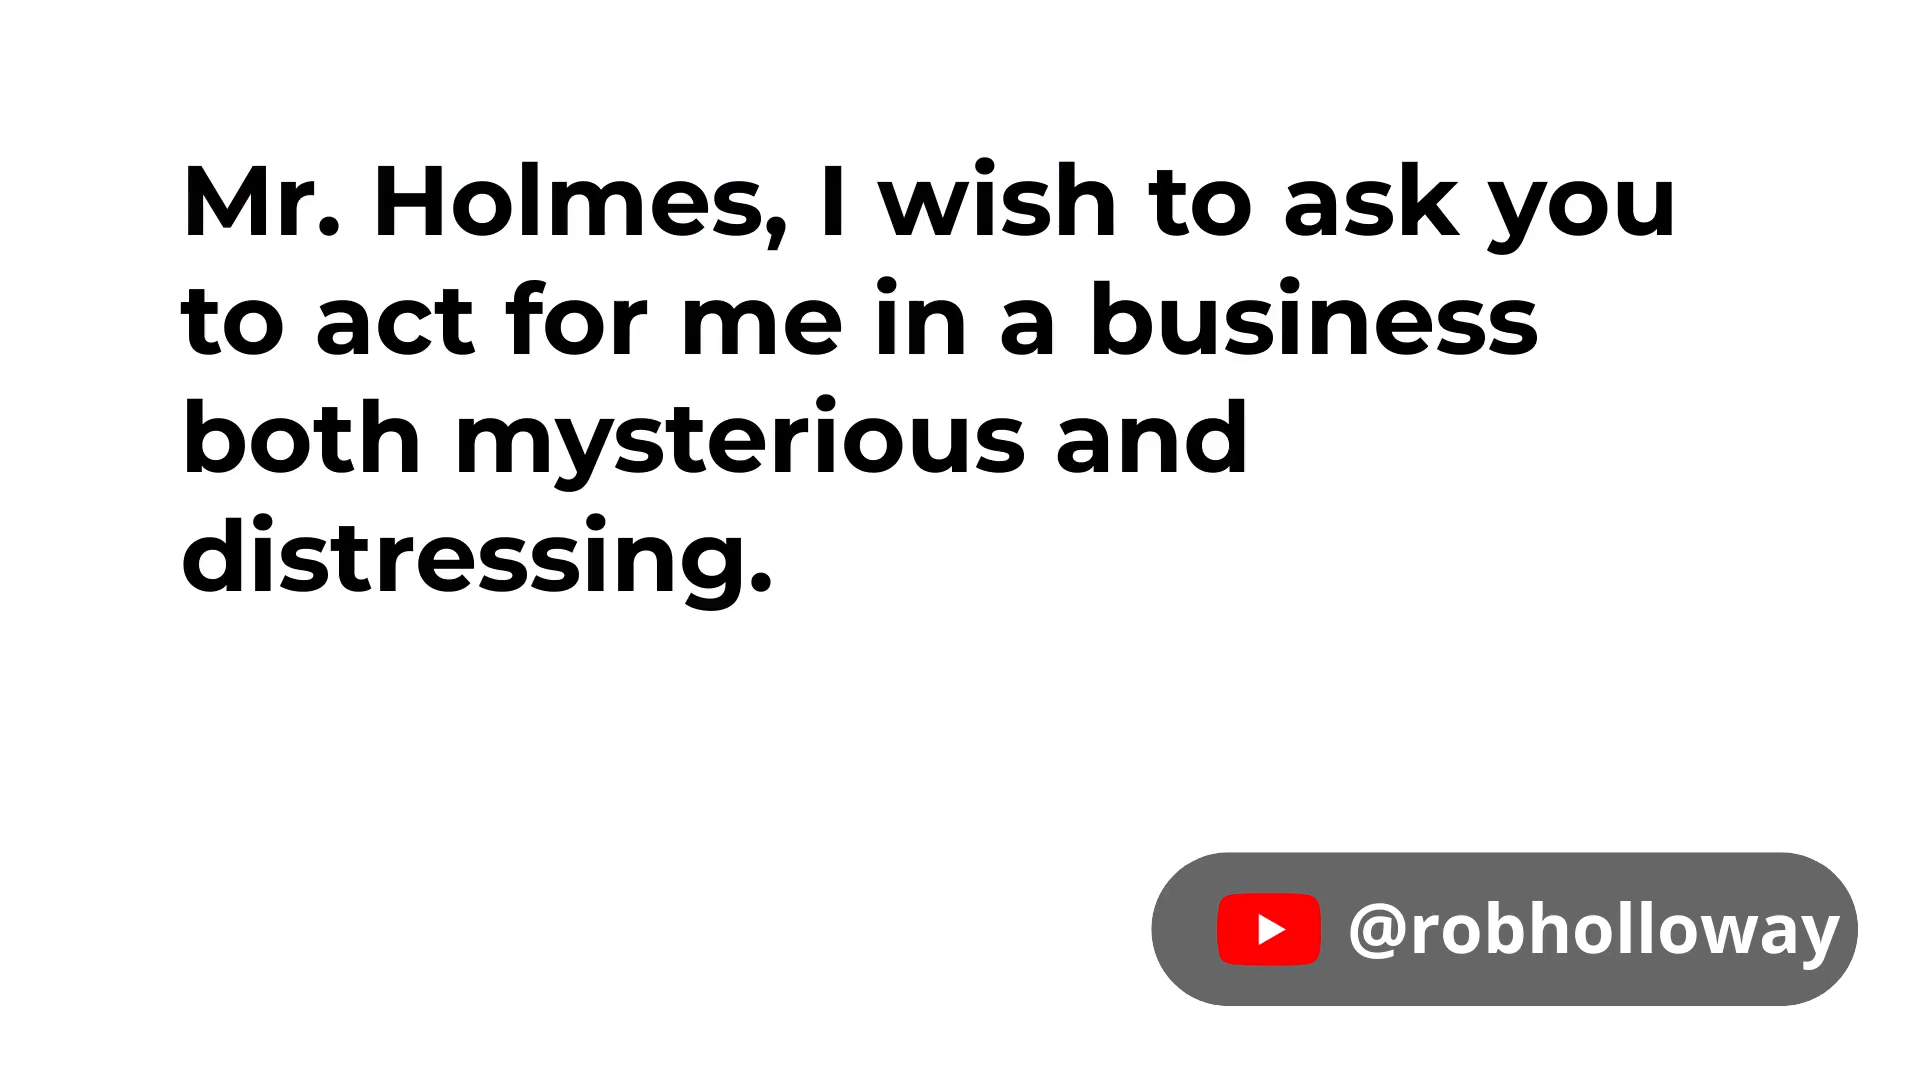 Mr. Holmes, I wish to ask you
to act for me in a business
both mysterious and
distressing.
@robholloway